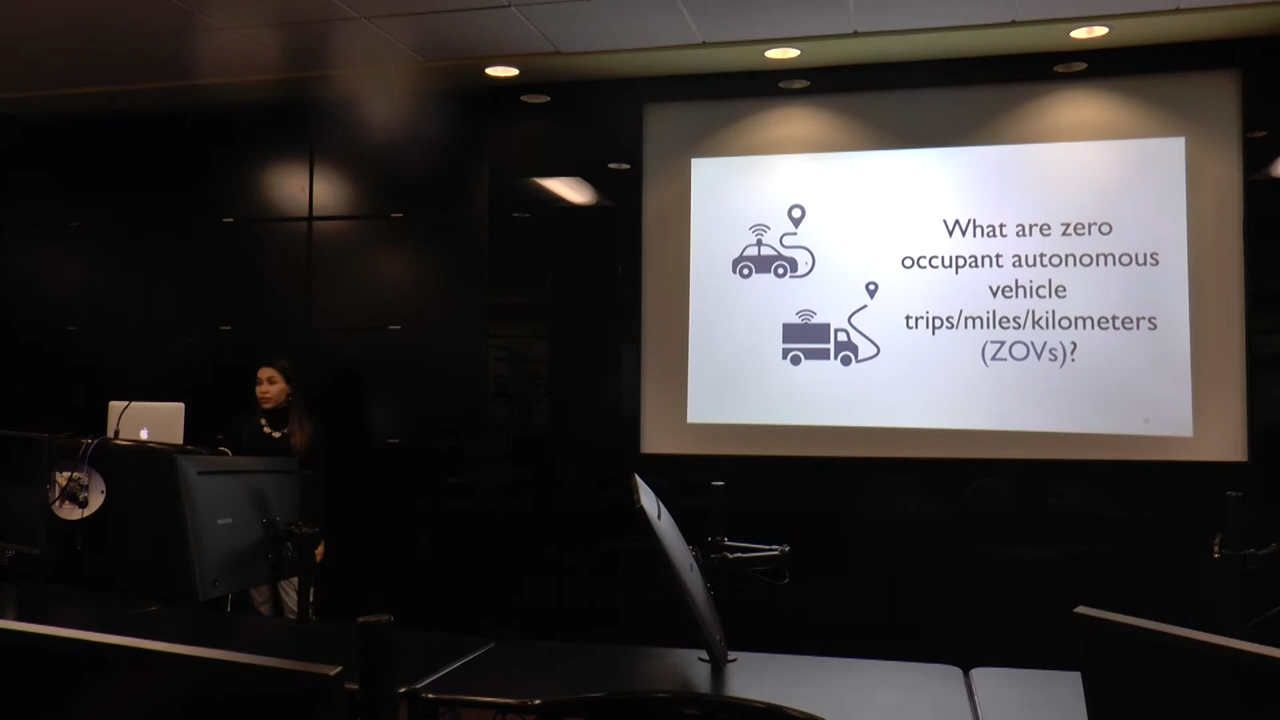 What are zero
occupant autonomous
vehicle
trips/miles/kilometers
(ZOVs)?